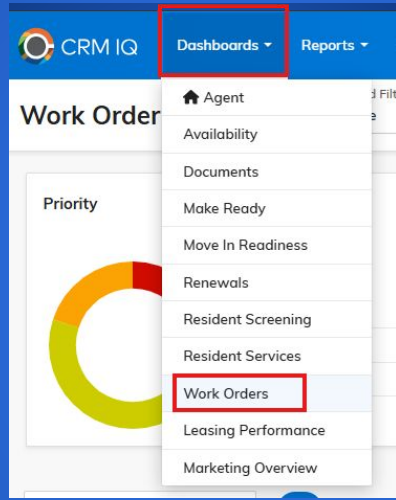 CRM IQ Dashboards Reports
Work Order
Agent
Availability
Documents
Make Ready
Move In Readiness
Renewals
Resident Screening
Resident Services
Work Orders
Leasing Performance
Marketing Overview
Priority